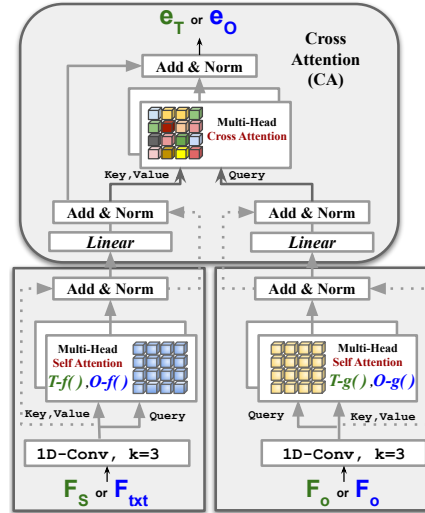 e_T or e_O
Cross
Attention
(CA)
Add & Norm
Multi-Head
Cross Attention
Key,Value
Query
Add & Norm
Add & Norm
Linear
Linear
Add & Norm
Add & Norm
Multi-Head
Self Attention
T-f(),O-f()
Multi-Head
Self Attention
T-g(),O-g()
Key,Value
Query
Query
Key,Value
1D-Conv, k=3
1D-Conv, k=3
F_S or F_txt
F_o or F_o